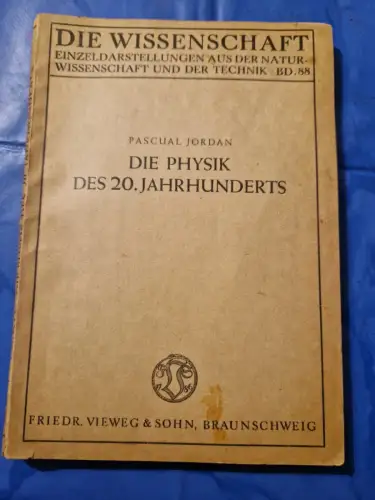 DIE WISSENSCHAFT
EINZELDARSTELLUNGEN AUS DER NATUR-
WISSENSCHAFT UND DER TECHNIK BD. 88
PASCUAL JORDAN
DIE PHYSIK
DES 20. JAHRHUNDERTS
FRIEDR. VIEWEG & SOHN, BRAUNSCHWEIG